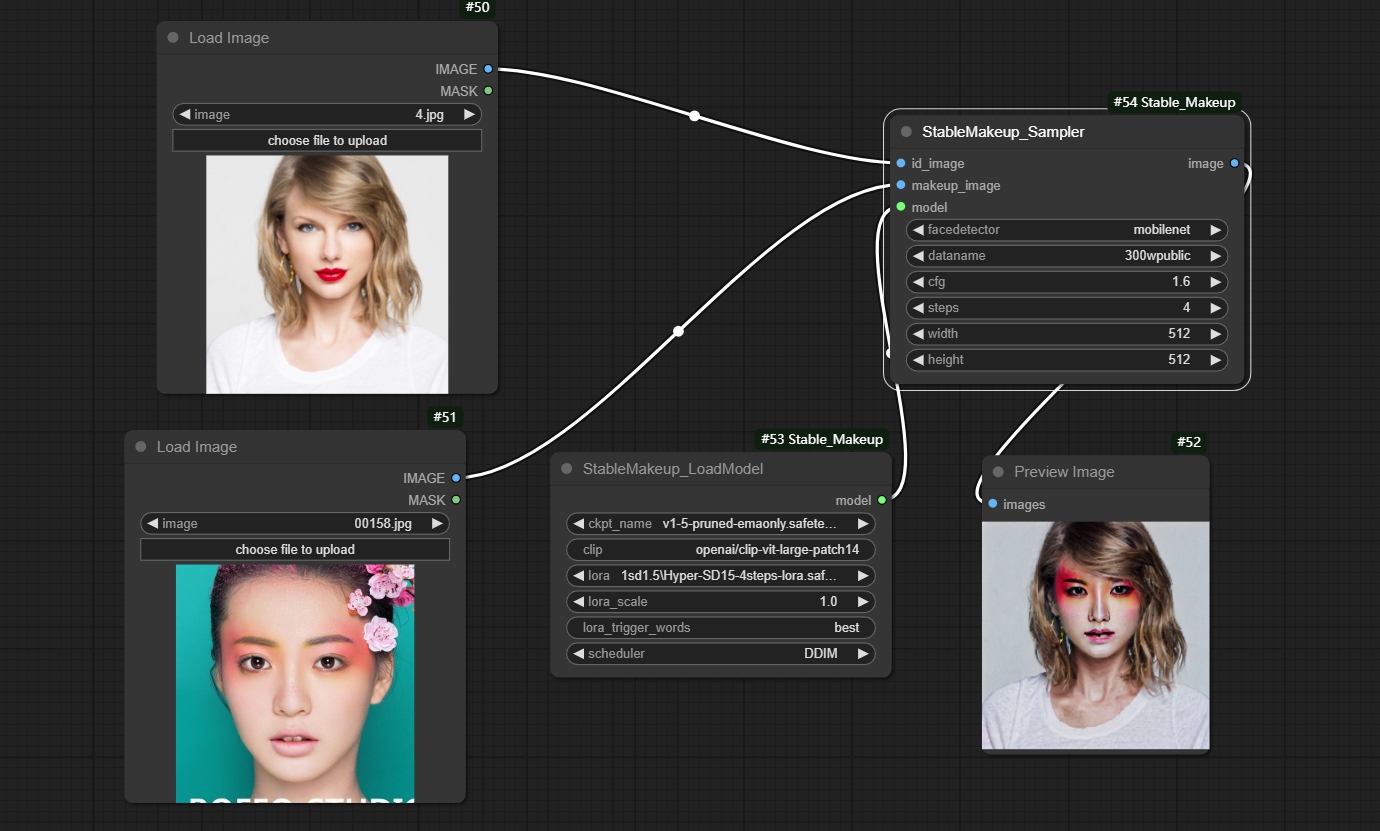 #50
Load Image
IMAGE
MASK
image 4.jpg
choose file to upload
#51
Load Image
IMAGE
MASK
image 00158.jpg
choose file to upload
#53 Stable_Makeup
StableMakeup_LoadModel
model
ckpt_name v1-5-pruned-emaonly.safete...
clip openai/clip-vit-large-patch14
lora 1sd1.5\Hyper-SD15-4steps-lora.saf...
lora_scale 1.0
lora_trigger_words best
scheduler DDIM
#54 Stable_Makeup
StableMakeup_Sampler
id_image image
makeup_image
model
facedetector mobilenet
dataname 300wpublic
cfg 1.6
steps 4
width 512
height 512
#52
Preview Image
images